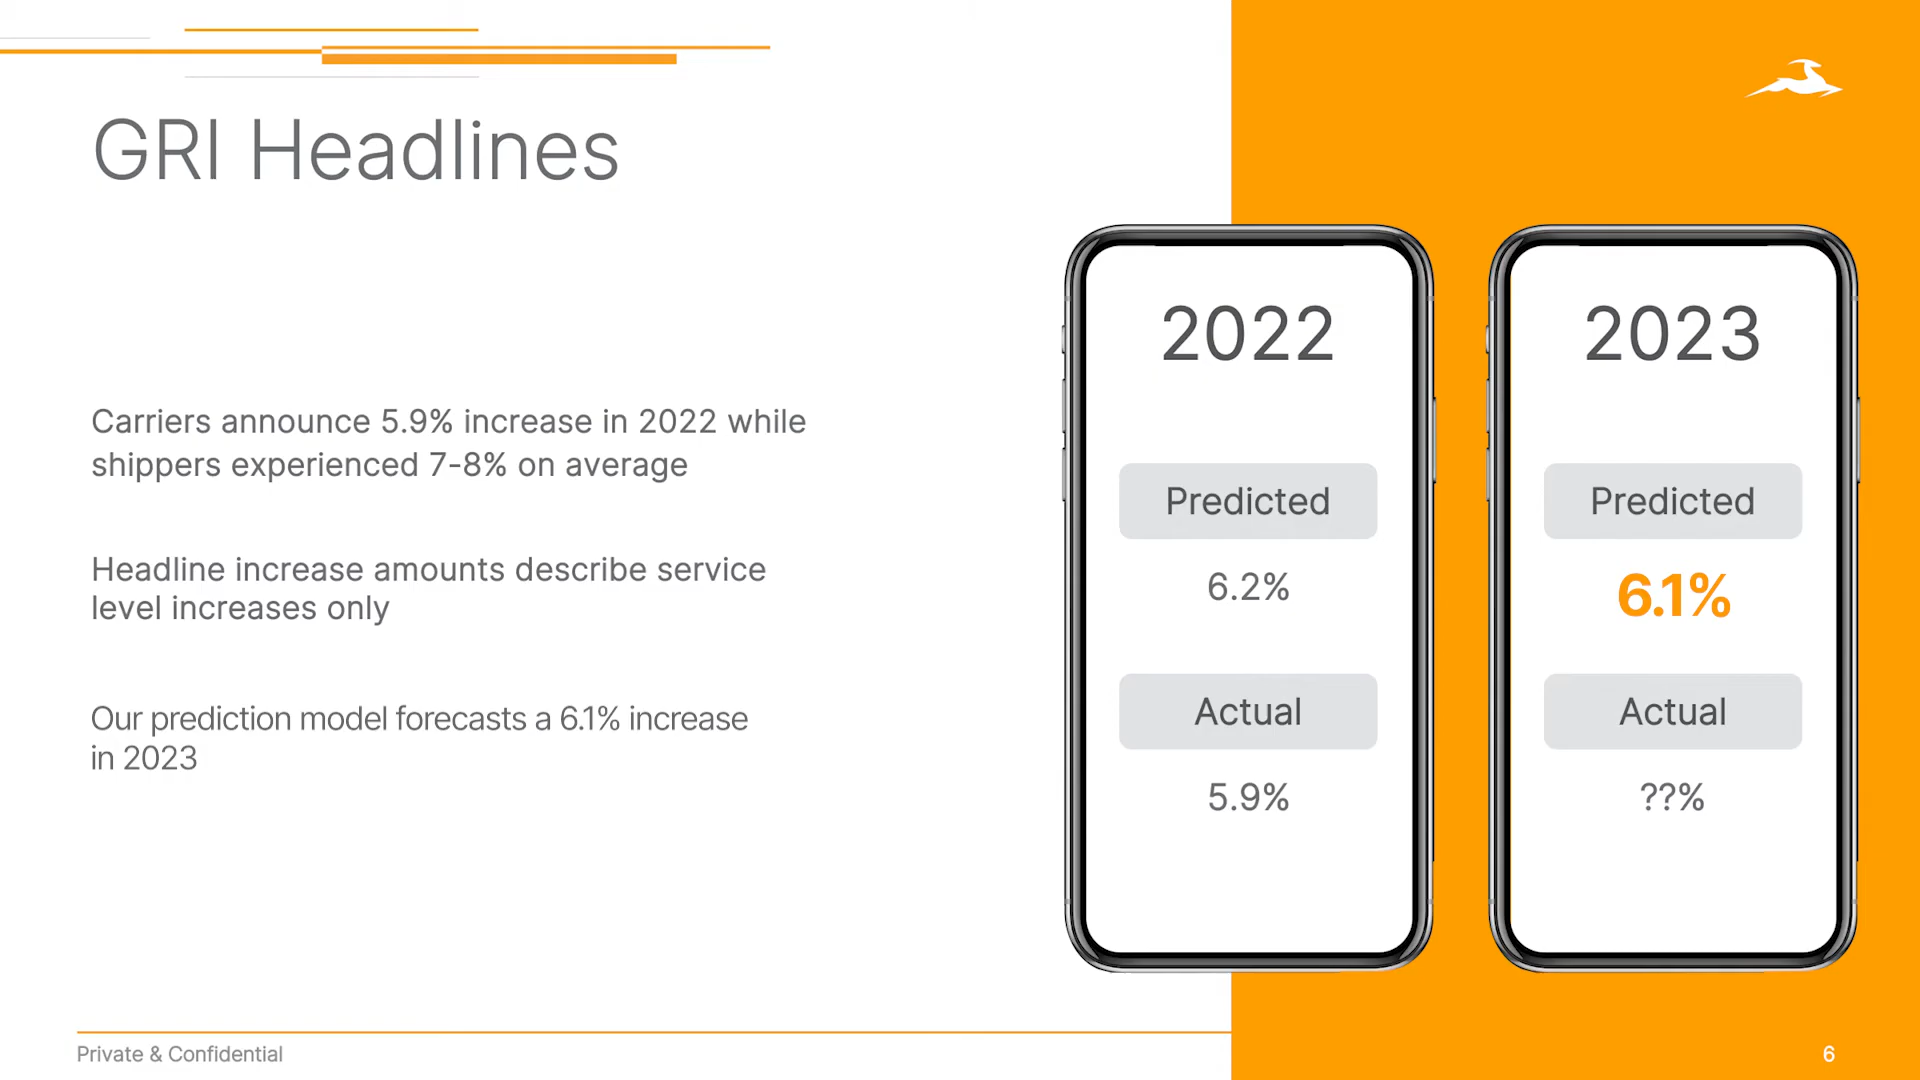 GRI Headlines
Carriers announce 5.9% increase in 2022 while
shippers experienced 7-8% on average
Headline increase amounts describe service
level increases only
Our prediction model forecasts a 6.1% increase
in 2023
2022
Predicted
6.2%
Actual
5.9%
2023
Predicted
6.1%
Actual
??%
Private & Confidential
6